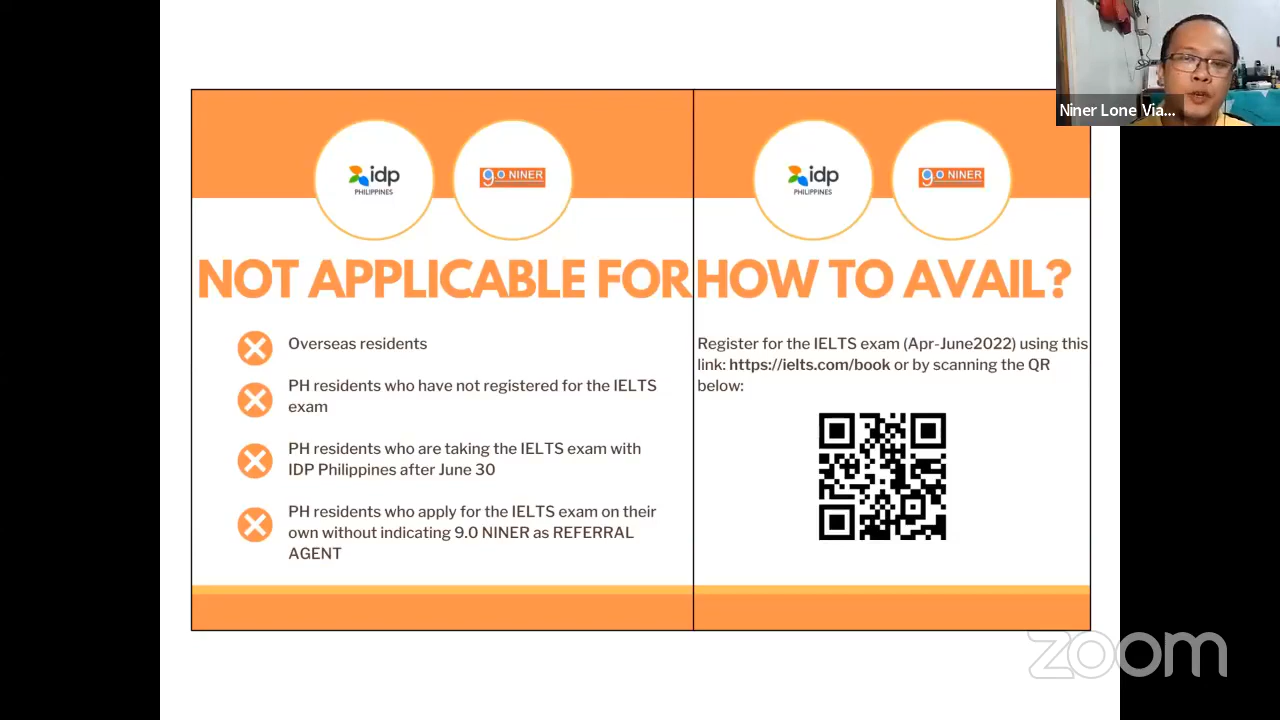 Niner Lone Via...
idp
PHILIPPINES
9.0 NINER
idp
PHILIPPINES
9.0 NINER
NOT APPLICABLE FOR
Overseas residents
PH residents who have not registered for the IELTS
exam
PH residents who are taking the IELTS exam with
IDP Philippines after June 30
PH residents who apply for the IELTS exam on their
own without indicating 9.0 NINER as REFERRAL
AGENT
HOW TO AVAIL?
Register for the IELTS exam (Apr-June2022) using this
link: https://ielts.com/book or by scanning the QR
below:
zoom